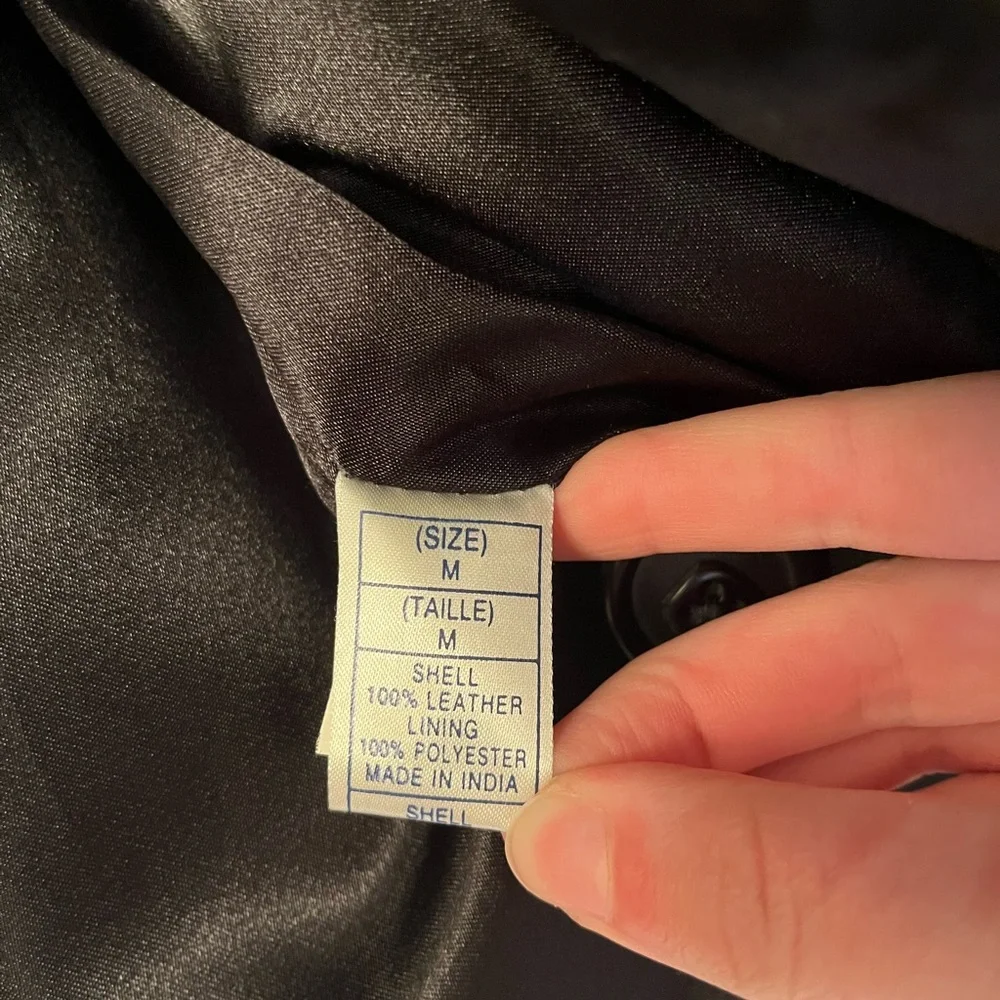 (SIZE)
M
(TAILLE)
M
SHELL
100% LEATHER
LINING
100% POLYESTER
MADE IN INDIA
SHELL